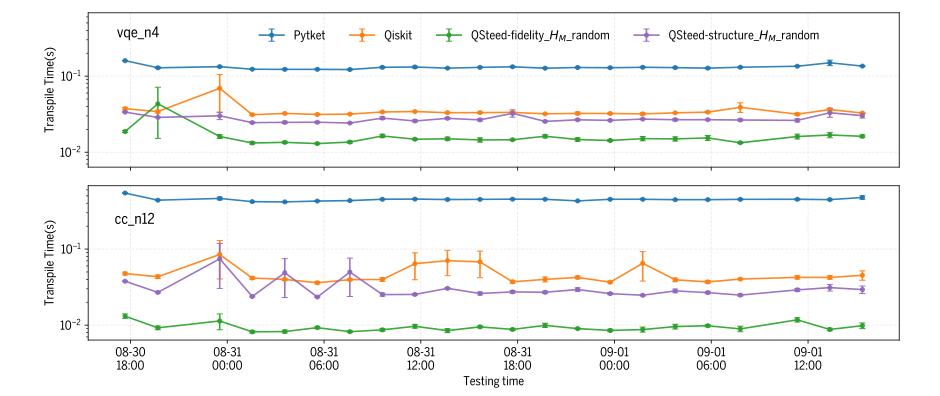 vqe_n4
Pytket Qiskit QSteed-fidelity_H_M_random QSteed-structure_H_M_random
Transpile Time(s)
10⁻¹
10⁻²
cc_n12
Transpile Time(s)
10⁻¹
10⁻²
08-30 08-31 08-31 08-31 08-31 09-01 09-01 09-01
18:00 00:00 06:00 12:00 18:00 00:00 06:00 12:00
Testing time